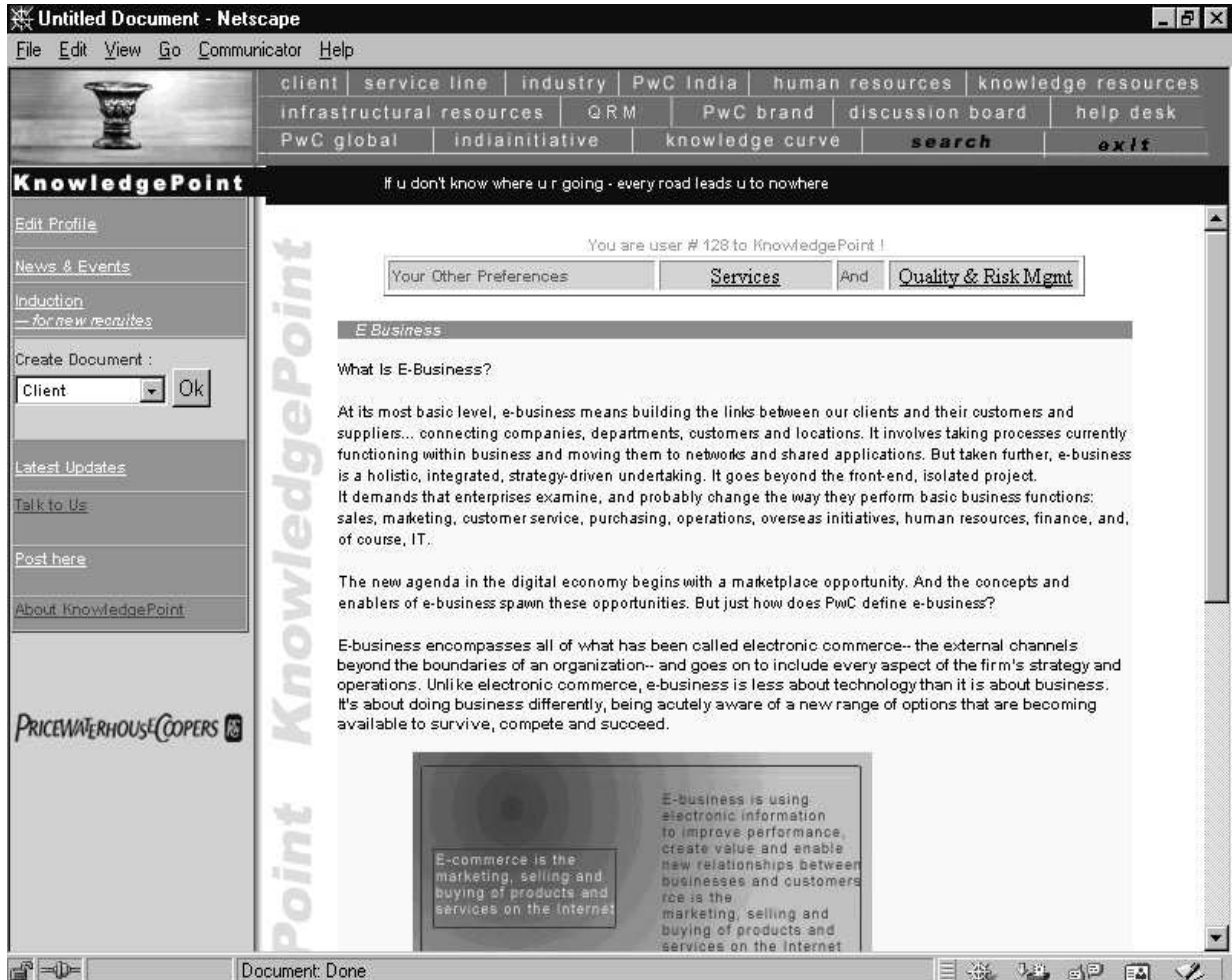 Untitled Document - Netscape
File Edit View Go Communicator Help
client service line industry PwC India human resources knowledge resources
infrastructural resources QRM PwC brand discussion board help desk
PwC global indiainitiative knowledge curve search exit
KnowledgePoint
If u don't know where u r going - every road leads u to nowhere
Edit Profile
News & Events
Induction
— for new recruites
Create Document :
Client Ok
Latest Updates
Talk to Us
Post here
About KnowledgePoint
PRICEWATERHOUSECOOPERS
KnowledgePoint
Point
You are user # 128 to KnowledgePoint !
Your Other Preferences Services And Quality & Risk Mgmt
E Business
What Is E-Business?
At its most basic level, e-business means building the links between our clients and their customers and
suppliers... connecting companies, departments, customers and locations. It involves taking processes currently
functioning within business and moving them to networks and shared applications. But taken further, e-business
is a holistic, integrated, strategy-driven undertaking. It goes beyond the front-end, isolated project.
It demands that enterprises examine, and probably change the way they perform basic business functions:
sales, marketing, customer service, purchasing, operations, overseas initiatives, human resources, finance, and,
of course, IT.
The new agenda in the digital economy begins with a marketplace opportunity. And the concepts and
enablers of e-business spawn these opportunities. But just how does PwC define e-business?
E-business encompasses all of what has been called electronic commerce-- the external channels
beyond the boundaries of an organization-- and goes on to include every aspect of the firm's strategy and
operations. Unlike electronic commerce, e-business is less about technology than it is about business.
It's about doing business differently, being acutely aware of a new range of options that are becoming
available to survive, compete and succeed.
E-commerce is the
marketing, selling and
buying of products and
services on the Internet
E-business is using
electronic information
to improve performance,
create value and enable
new relationships between
businesses and customers
rce is the
marketing, selling and
buying of products and
services on the Internet
Document: Done